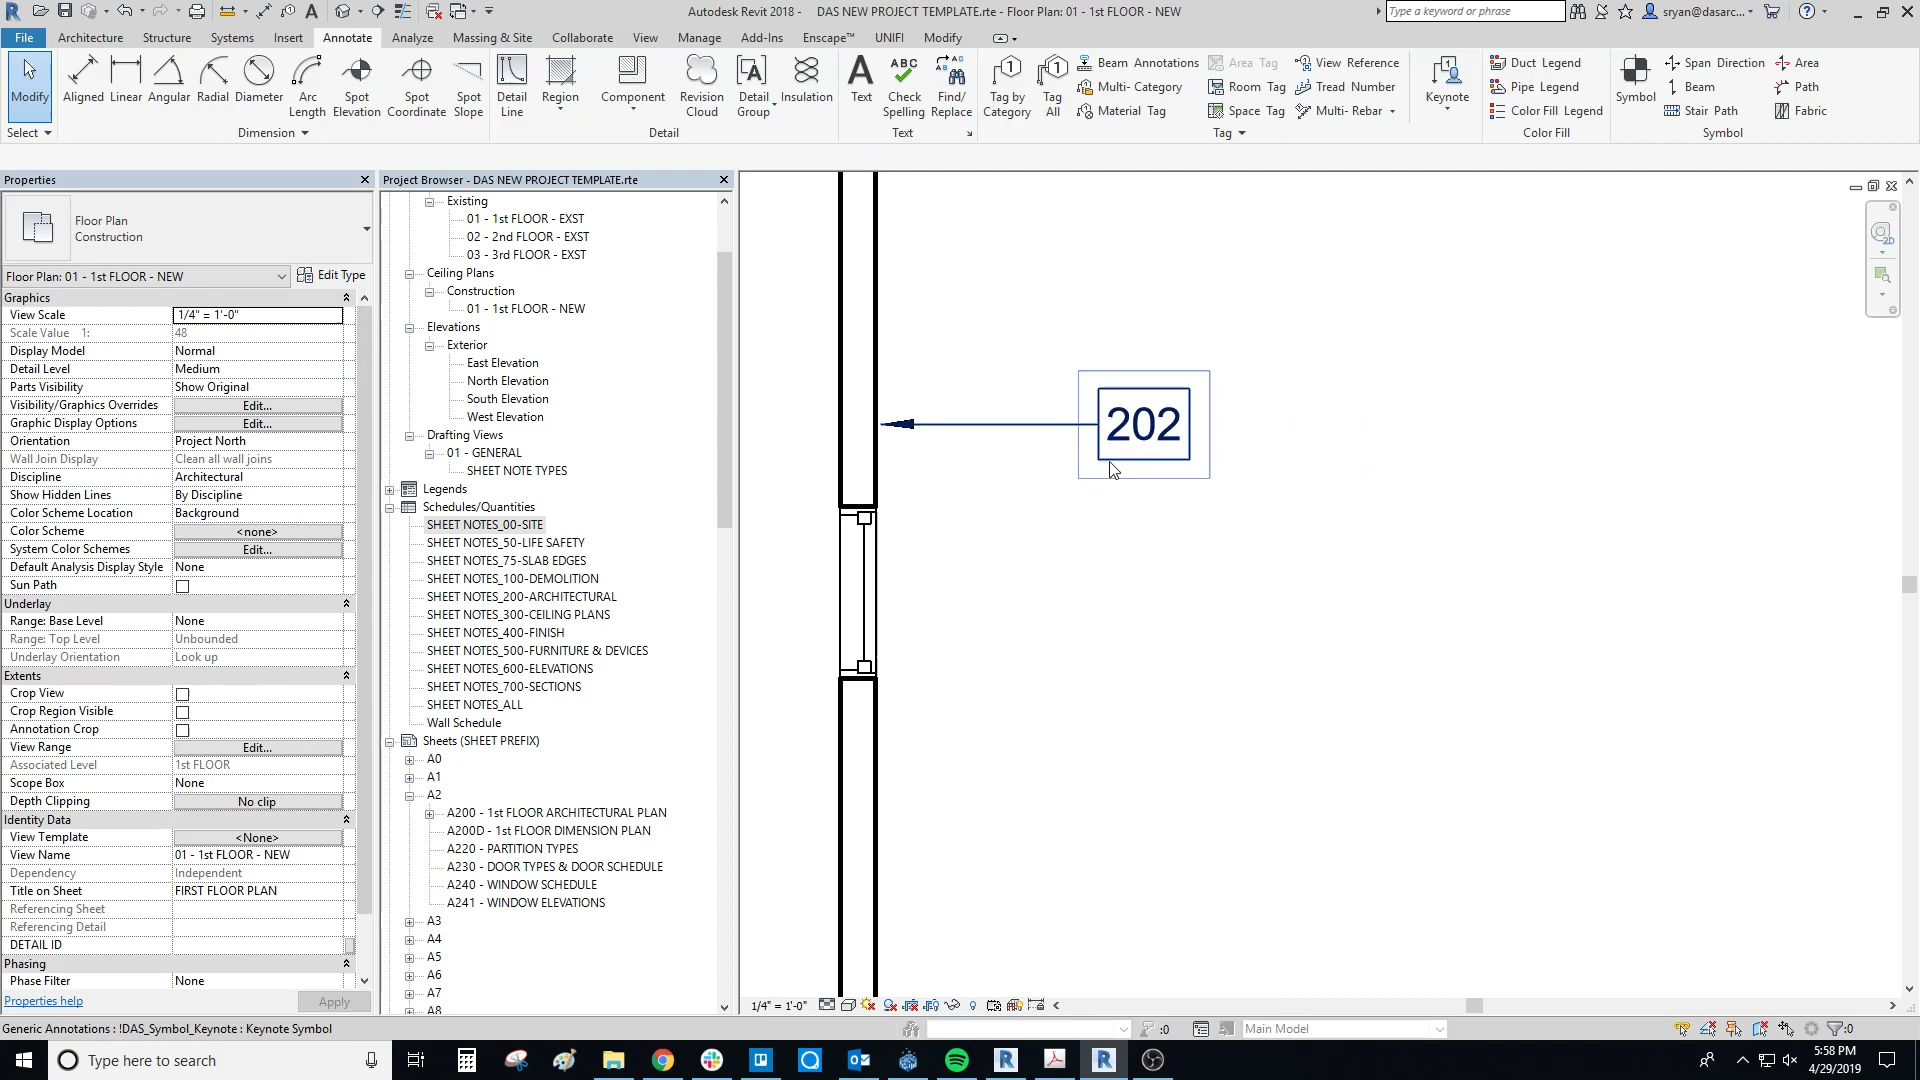 Autodesk Revit 2018 - DAS NEW PROJECT TEMPLATE.rte - Floor Plan: 01 - 1st FLOOR - NEW
Type a keyword or phrase
sryan@dasarc...
File Architecture Structure Systems Insert Annotate Analyze Massing & Site Collaborate View Manage Add-Ins Enscape™ UNIFI Modify
Modify
Aligned Linear Angular Radial Diameter Arc Length Spot Elevation Spot Coordinate Spot Slope
Detail Line Region Component Revision Cloud Detail Group Insulation
Text Check Spelling Find/ Replace
Tag by Category Tag All
Beam Annotations Area Tag View Reference
Multi- Category Room Tag Tread Number
Material Tag Space Tag Multi- Rebar
Keynote
Duct Legend
Pipe Legend
Color Fill Legend
Symbol
Span Direction Area
Beam Path
Stair Path Fabric
Select Dimension Detail Text Tag Color Fill Symbol
Properties
Floor Plan
Construction
Floor Plan: 01 - 1st FLOOR - NEW Edit Type
Graphics
View Scale 1/4" = 1'-0"
Scale Value 1: 48
Display Model Normal
Detail Level Medium
Parts Visibility Show Original
Visibility/Graphics Overrides Edit...
Graphic Display Options Edit...
Orientation Project North
Wall Join Display Clean all wall joins
Discipline Architectural
Show Hidden Lines By Discipline
Color Scheme Location Background
Color Scheme <none>
System Color Schemes Edit...
Default Analysis Display Style None
Sun Path
Underlay
Range: Base Level None
Range: Top Level Unbounded
Underlay Orientation Look up
Extents
Crop View
Crop Region Visible
Annotation Crop
View Range Edit...
Associated Level 1st FLOOR
Scope Box None
Depth Clipping No clip
Identity Data
View Template <None>
View Name 01 - 1st FLOOR - NEW
Dependency Independent
Title on Sheet FIRST FLOOR PLAN
Referencing Sheet
Referencing Detail
DETAIL ID
Phasing
Phase Filter None
Properties help Apply
Project Browser - DAS NEW PROJECT TEMPLATE.rte
Existing
01 - 1st FLOOR - EXST
02 - 2nd FLOOR - EXST
03 - 3rd FLOOR - EXST
Ceiling Plans
Construction
01 - 1st FLOOR - NEW
Elevations
Exterior
East Elevation
North Elevation
South Elevation
West Elevation
Drafting Views
01 - GENERAL
SHEET NOTE TYPES
Legends
Schedules/Quantities
SHEET NOTES_00-SITE
SHEET NOTES_50-LIFE SAFETY
SHEET NOTES_75-SLAB EDGES
SHEET NOTES_100-DEMOLITION
SHEET NOTES_200-ARCHITECTURAL
SHEET NOTES_300-CEILING PLANS
SHEET NOTES_400-FINISH
SHEET NOTES_500-FURNITURE & DEVICES
SHEET NOTES_600-ELEVATIONS
SHEET NOTES_700-SECTIONS
SHEET NOTES_ALL
Wall Schedule
Sheets (SHEET PREFIX)
A0
A1
A2
A200 - 1st FLOOR ARCHITECTURAL PLAN
A200D - 1st FLOOR DIMENSION PLAN
A220 - PARTITION TYPES
A230 - DOOR TYPES & DOOR SCHEDULE
A240 - WINDOW SCHEDULE
A241 - WINDOW ELEVATIONS
A3
A4
A5
A6
A7
A8
202
2D
1/4" = 1'-0"
Generic Annotations : !DAS_Symbol_Keynote : Keynote Symbol
:0
Main Model
:0
Type here to search
5:58 PM
4/29/2019